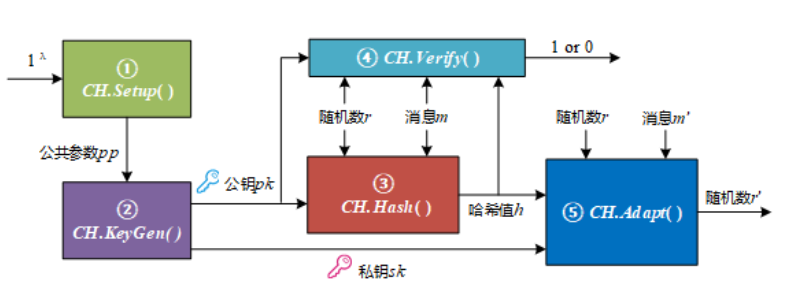 1^λ
①
CH.Setup( )
公共参数pp
②
CH.KeyGen( )
公钥pk
私钥sk
④ CH.Verify( )
1 or 0
随机数r
消息m
③
CH.Hash( )
哈希值h
随机数r
消息m'
⑤ CH.Adapt( )
随机数r'